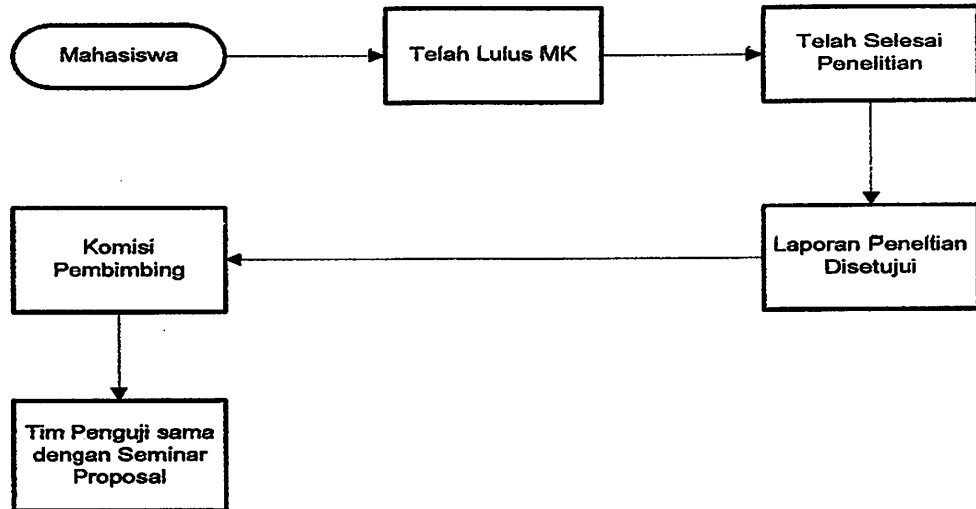 Mahasiswa
Telah Lulus MK
Telah Selesai
Penelitian
Laporan Peneltian
Disetujui
Komisi
Pembimbing
Tim Penguji sama
dengan Seminar
Proposal